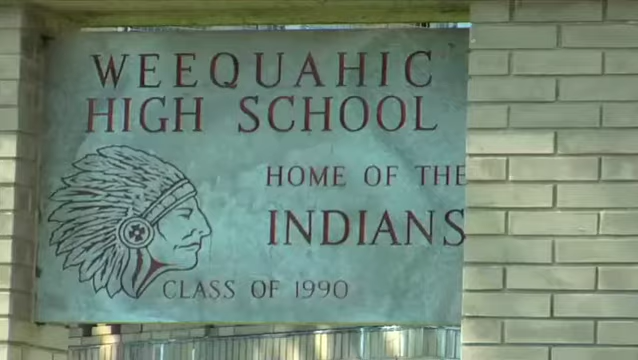 WEEQUAHIC
HIGH SCHOOL
HOME OF THE
INDIANS
CLASS OF 1990